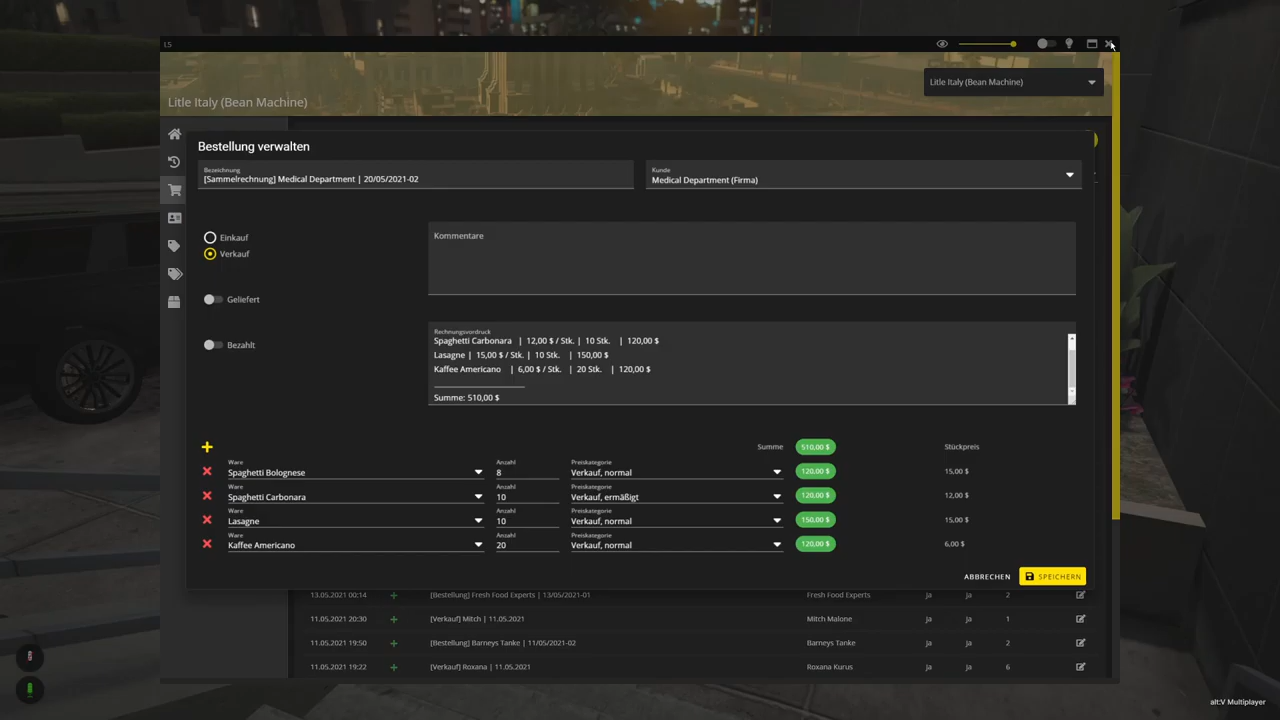 LS
Litle Italy (Bean Machine)
Litle Italy (Bean Machine)
Bestellung verwalten
Bezeichnung
[Sammelrechnung] Medical Department | 20/05/2021-02
Kunde
Medical Department (Firma)
Einkauf
Verkauf
Kommentare
Geliefert
Bezahlt
Rechnungsvordruck
Spaghetti Carbonara | 12,00 $ / Stk. | 10 Stk. | 120,00 $
Lasagne | 15,00 $ / Stk. | 10 Stk. | 150,00 $
Kaffee Americano | 6,00 $ / Stk. | 20 Stk. | 120,00 $
Summe: 510,00 $
Summe 510,00 $ Stückpreis
Ware Anzahl Preiskategorie
Spaghetti Bolognese 8 Verkauf, normal 120,00 $ 15,00 $
Ware Anzahl Preiskategorie
Spaghetti Carbonara 10 Verkauf, ermäßigt 120,00 $ 12,00 $
Ware Anzahl Preiskategorie
Lasagne 10 Verkauf, normal 150,00 $ 15,00 $
Ware Anzahl Preiskategorie
Kaffee Americano 20 Verkauf, normal 120,00 $ 6,00 $
ABBRECHEN SPEICHERN
13.05.2021 00:14 + [Bestellung] Fresh Food Experts | 13/05/2021-01 Fresh Food Experts Ja Ja 2
11.05.2021 20:30 + [Verkauf] Mitch | 11.05.2021 Mitch Malone Ja Ja 1
11.05.2021 19:50 + [Bestellung] Barneys Tanke | 11/05/2021-02 Barneys Tanke Ja Ja 2
11.05.2021 19:22 + [Verkauf] Roxana | 11.05.2021 Roxana Kurus Ja Ja 6
alt:V Multiplayer